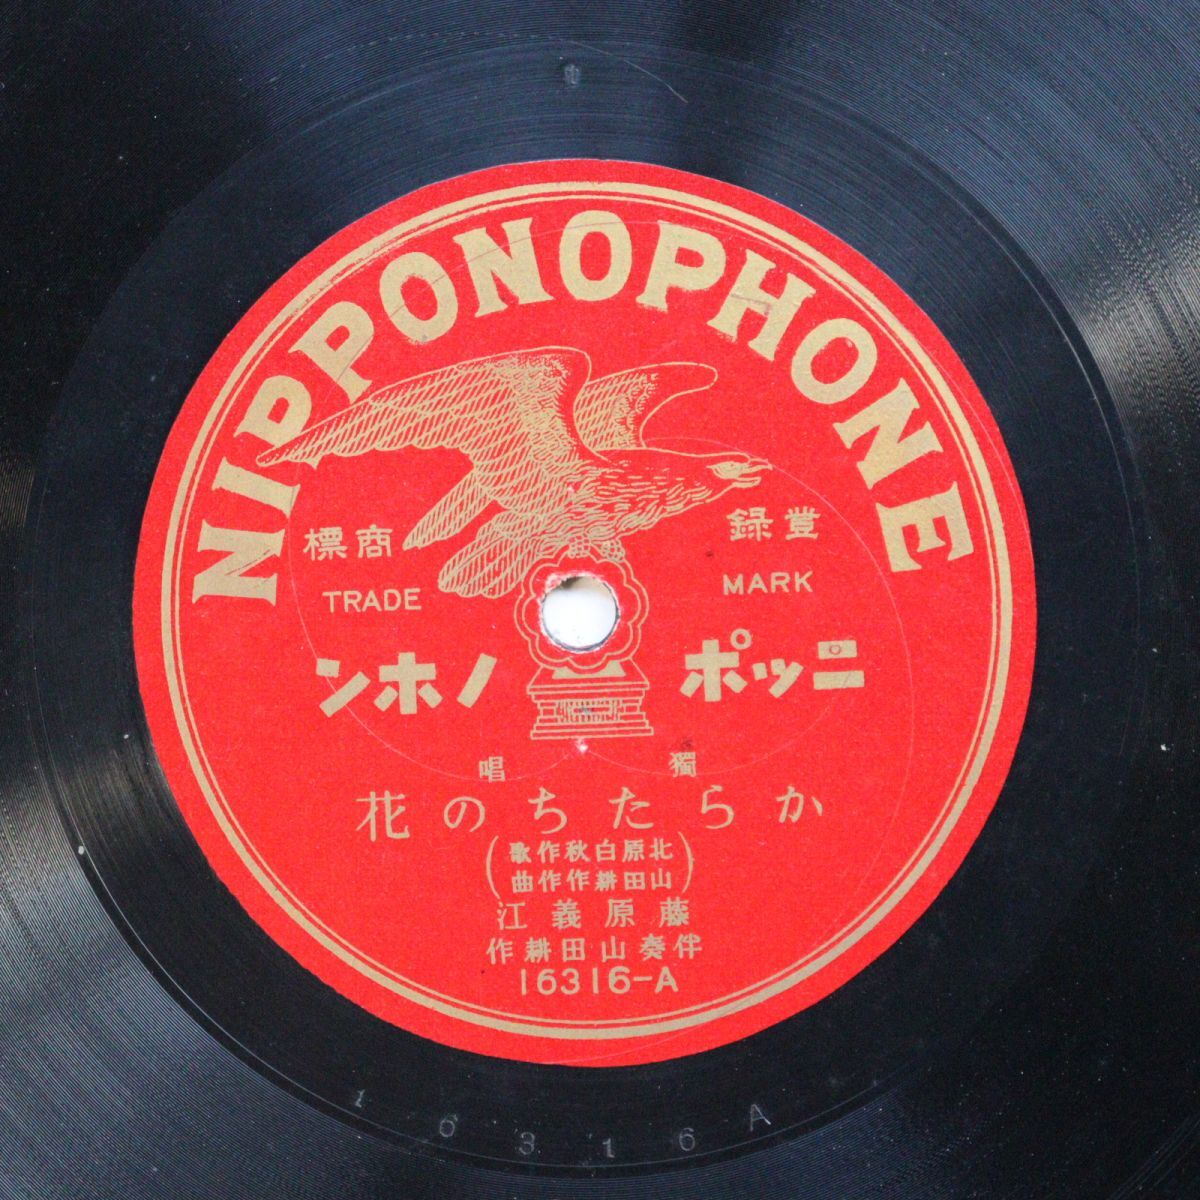 NIPPONOPHONE
登録商標
TRADE MARK
ニッポノホン
獨唱
からたちの花
北原白秋作歌
山田耕作作曲
藤原義江
伴奏山田耕作
16316-A
16316A